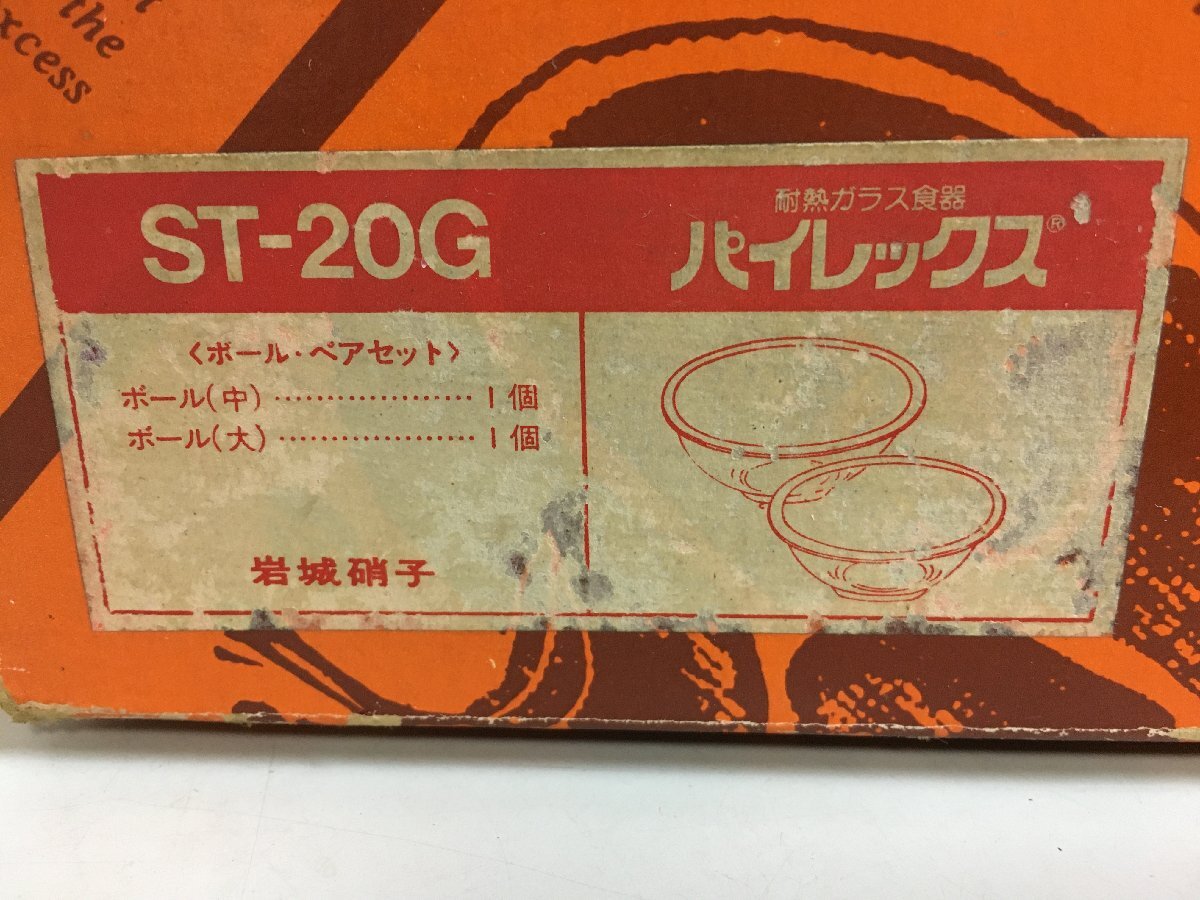 the
xcess
ST-20G
耐熱ガラス食器
パイレックス®
〈ボール・ペアセット〉
ボール(中)…………………1個
ボール(大)…………………1個
岩城硝子